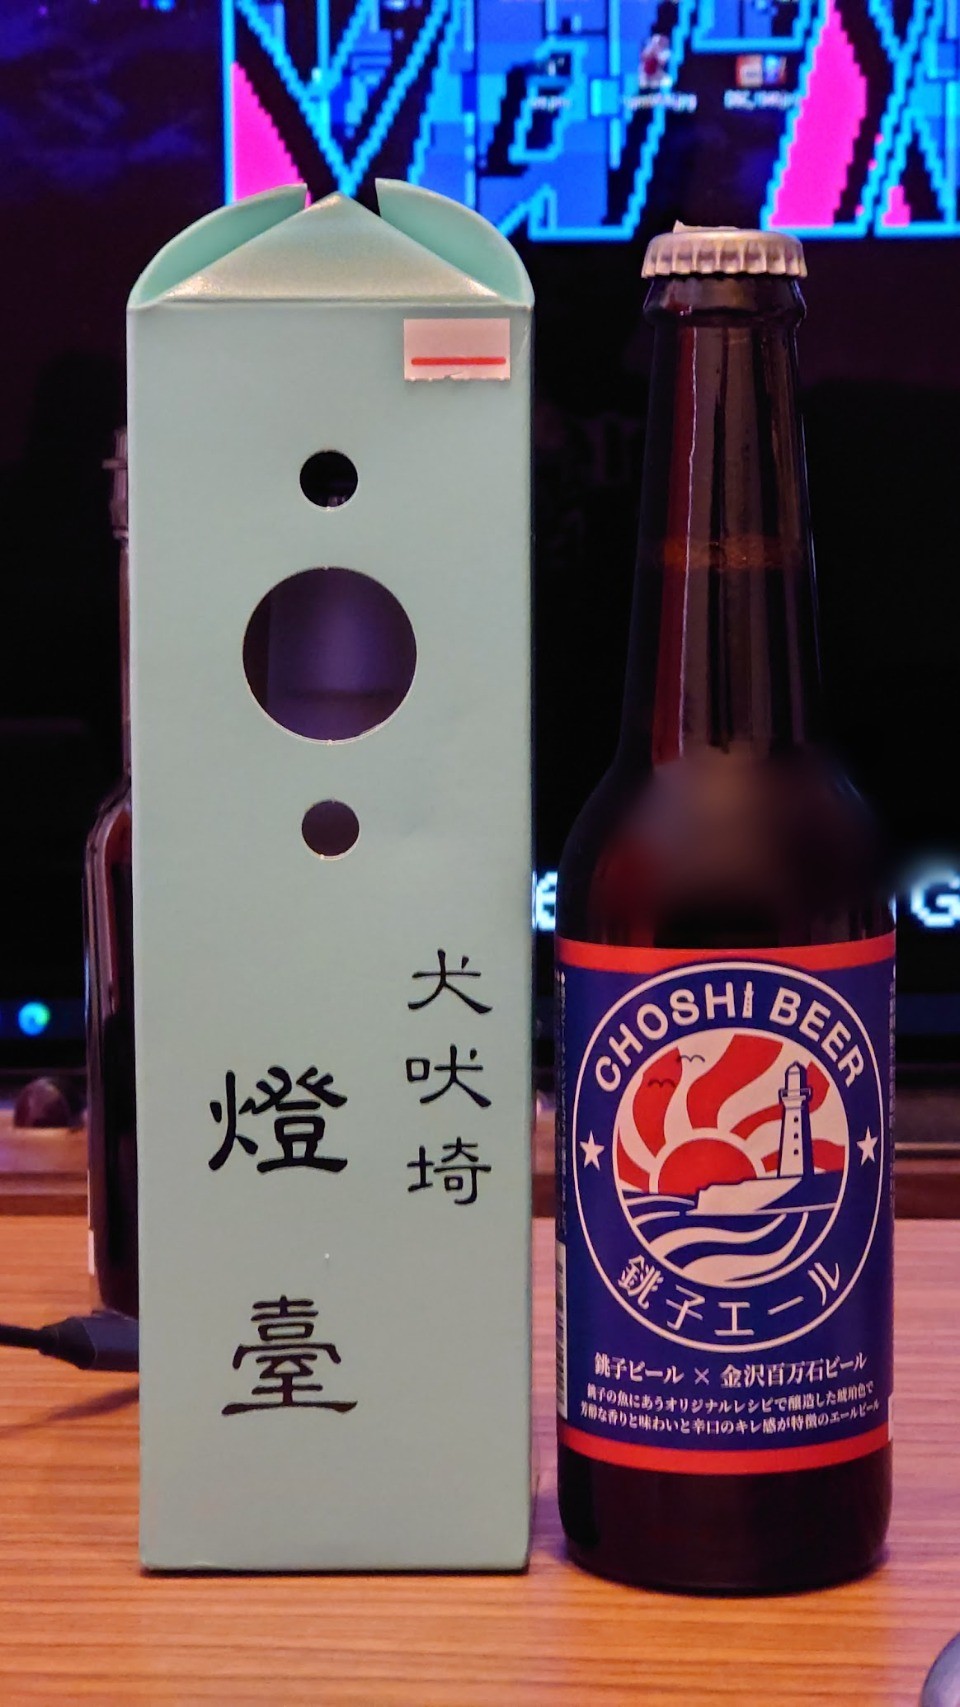 犬吠埼
燈臺
CHOSHI BEER
銚子エール
銚子ビール × 金沢百万石ビール
銚子の魚にあうオリジナルレシピで醸造した琥珀色で
芳醇な香りと味わいと辛口のキレ感が特徴のエールビール